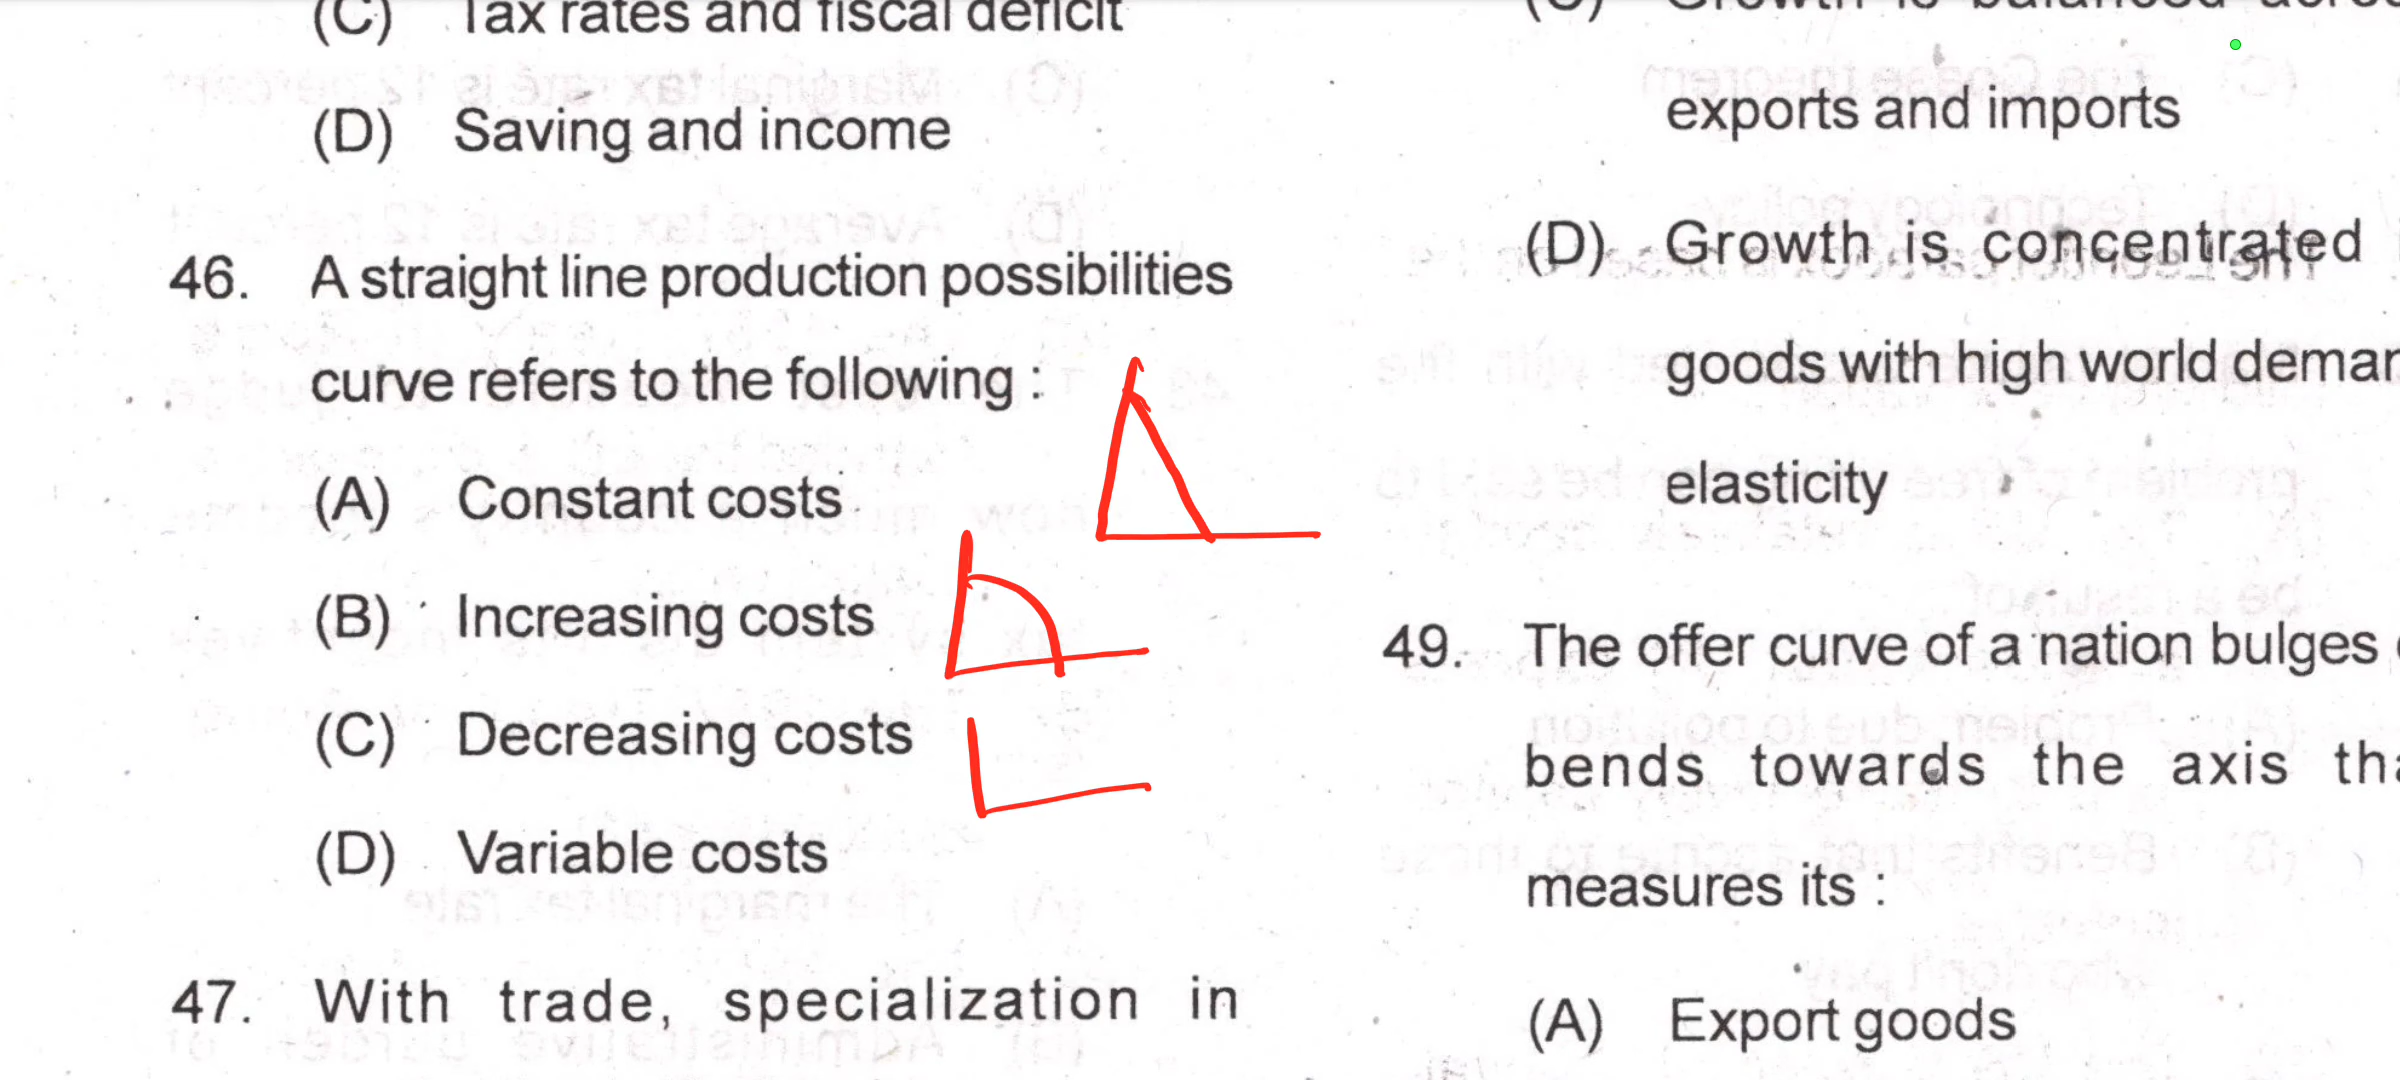 (C) Tax rates and fiscal deficit
(D) Saving and income
46. A straight line production possibilities
curve refers to the following :
(A) Constant costs
(B) Increasing costs
(C) Decreasing costs
(D) Variable costs
47. With trade, specialization in
exports and imports
(D) Growth is concentrated
goods with high world
elasticity
49. The offer curve of a nation bulges
bends towards the axis
measures its :
(A) Export goods